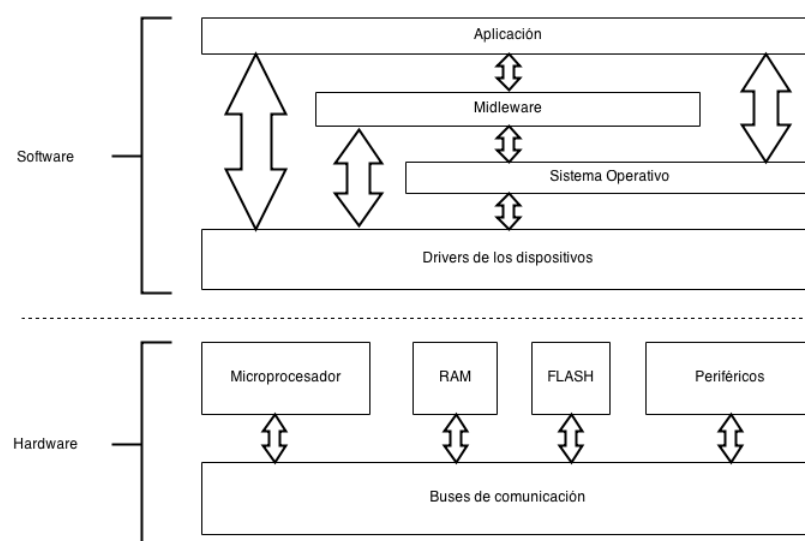 Aplicación
Midleware
Software
Sistema Operativo
Drivers de los dispositivos
Microprocesador
RAM
FLASH
Periféricos
Hardware
Buses de comunicación